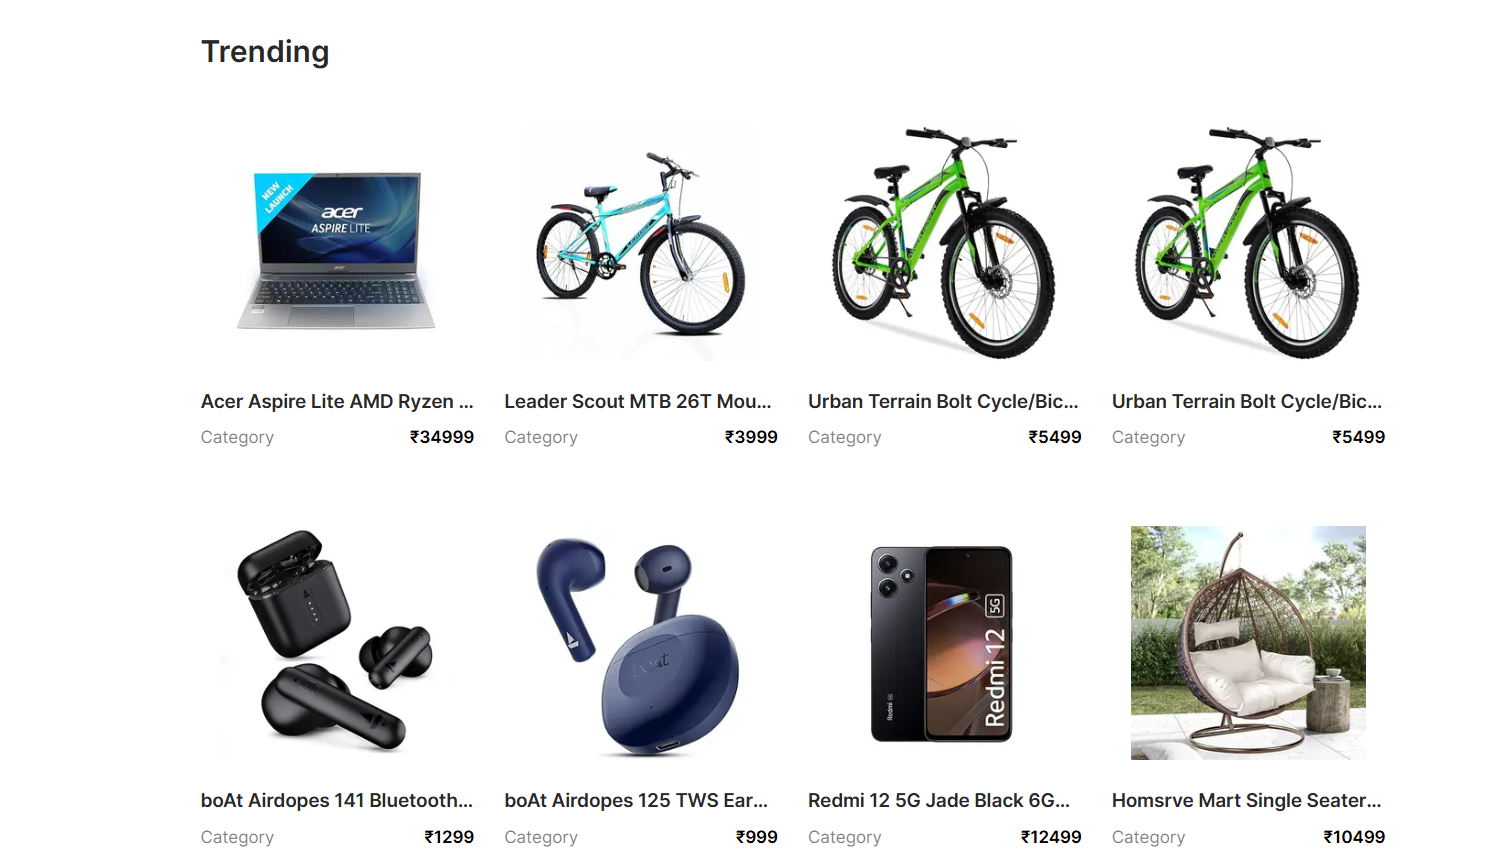 Trending
NEW
LAUNCH
acer
ASPIRE LITE
acer
Acer Aspire Lite AMD Ryzen ...
Category ₹34999
Leader Scout MTB 26T Mou...
Category ₹3999
Urban Terrain Bolt Cycle/Bic...
Category ₹5499
Urban Terrain Bolt Cycle/Bic...
Category ₹5499
boAt Airdopes 141 Bluetooth...
Category ₹1299
boAt
boAt Airdopes 125 TWS Ear...
Category ₹999
Redmi
Redmi 12 5G
Redmi 12 5G Jade Black 6G...
Category ₹12499
Homsrve Mart Single Seater...
Category ₹10499